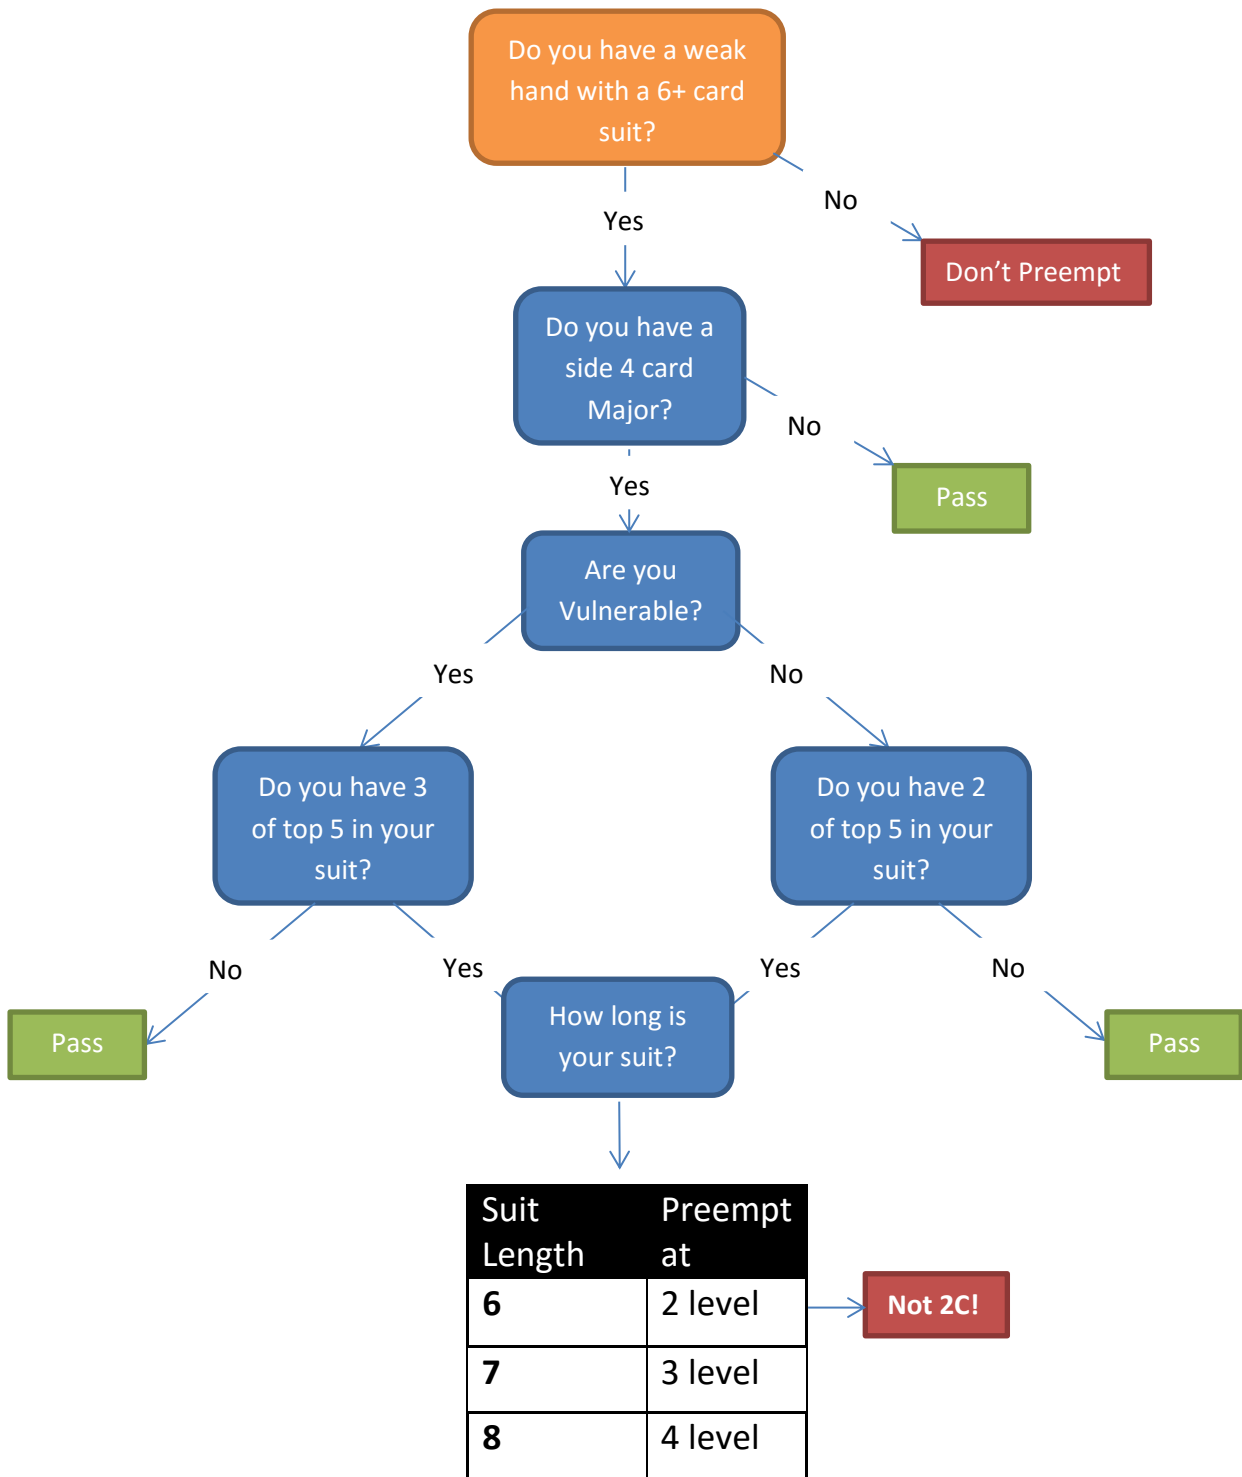 Do you have a weak
hand with a 6+ card
suit?
No
Yes
Don’t Preempt
Do you have a
side 4 card
Major?
No
Yes
Pass
Are you
Vulnerable?
Yes
No
Do you have 3
of top 5 in your
suit?
Do you have 2
of top 5 in your
suit?
No
Yes
Yes
No
Pass
How long is
your suit?
Pass
Suit
Length
Preempt
at
6
2 level
Not 2C!
7
3 level
8
4 level